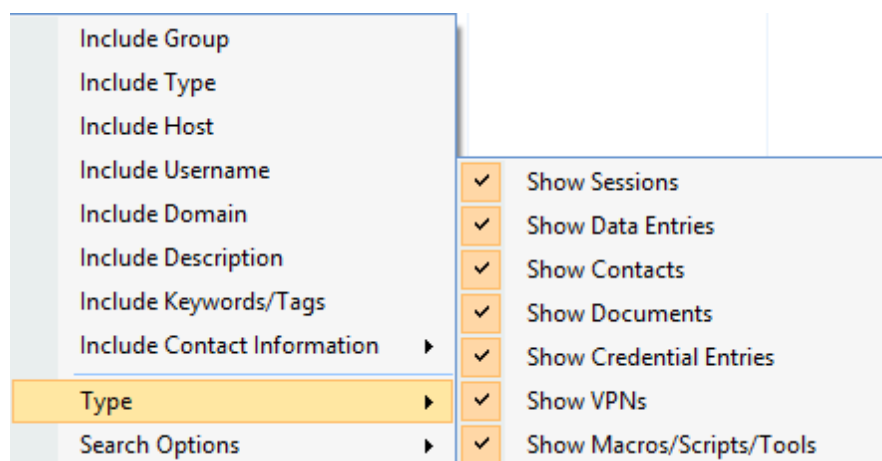 Include Group
Include Type
Include Host
Include Username
Include Domain
Include Description
Include Keywords/Tags
Include Contact Information
Type
Search Options
Show Sessions
Show Data Entries
Show Contacts
Show Documents
Show Credential Entries
Show VPNs
Show Macros/Scripts/Tools